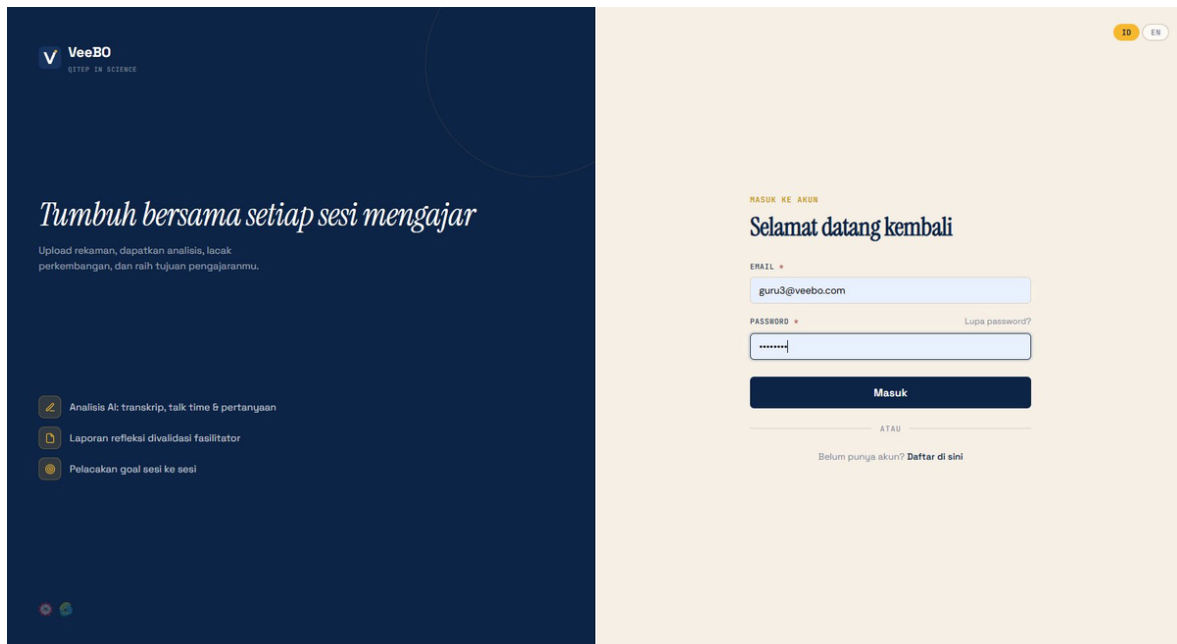 VeeBO
QITEP IN SCIENCE
Tumbuh bersama setiap sesi mengajar
Upload rekaman, dapatkan analisis, lacak
perkembangan, dan raih tujuan pengajaranmu.
Analisis AI: transkrip, talk time & pertanyaan
Laporan refleksi divalidasi fasilitator
Pelacakan goal sesi ke sesi
ID EN
MASUK KE AKUN
Selamat datang kembali
EMAIL *
guru3@veebo.com
PASSWORD * Lupa password?
••••••••
Masuk
ATAU
Belum punya akun? Daftar di sini